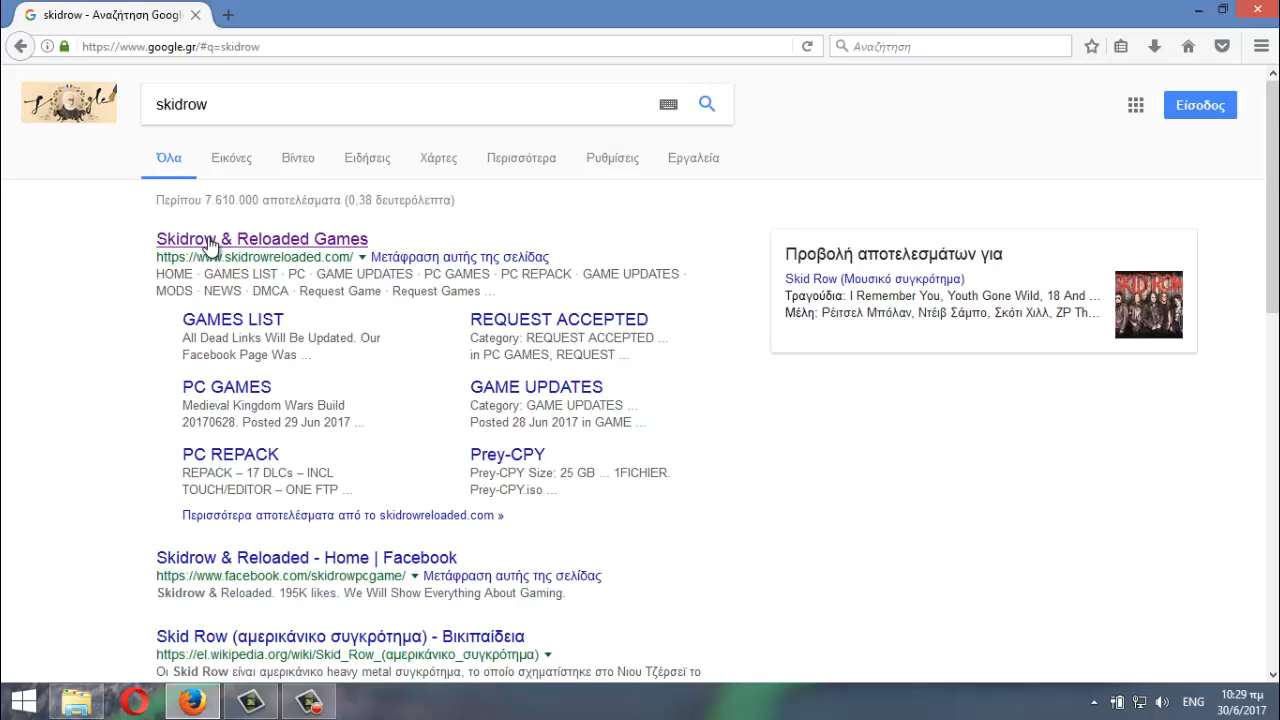 skidrow - Αναζήτηση Googl
https://www.google.gr/#q=skidrow
Αναζήτηση
skidrow
Είσοδος
Όλα
Εικόνες
Βίντεο
Ειδήσεις
Χάρτες
Περισσότερα
Ρυθμίσεις
Εργαλεία
Περίπου 7.610.000 αποτελέσματα (0,38 δευτερόλεπτα)
Skidrow & Reloaded Games
https://www.skidrowreloaded.com/ Μετάφραση αυτής της σελίδας
HOME · GAMES LIST · PC · GAME UPDATES · PC GAMES · PC REPACK · GAME UPDATES ·
MODS · NEWS · DMCA · Request Game · Request Games ...
GAMES LIST
All Dead Links Will Be Updated. Our
Facebook Page Was ...
REQUEST ACCEPTED
Category: REQUEST ACCEPTED ...
in PC GAMES, REQUEST ...
PC GAMES
Medieval Kingdom Wars Build
20170628. Posted 29 Jun 2017 ...
GAME UPDATES
Category: GAME UPDATES ...
Posted 28 Jun 2017 in GAME ...
PC REPACK
REPACK – 17 DLCs – INCL
TOUCH/EDITOR – ONE FTP ...
Prey-CPY
Prey-CPY Size: 25 GB ... 1FICHIER.
Prey-CPY.iso ...
Περισσότερα αποτελέσματα από το skidrowreloaded.com »
Skidrow & Reloaded - Home | Facebook
https://www.facebook.com/skidrowpcgame/ Μετάφραση αυτής της σελίδας
Skidrow & Reloaded. 195K likes. We Will Show Everything About Gaming.
Skid Row (αμερικάνικο συγκρότημα) - Βικιπαίδεια
https://el.wikipedia.org/wiki/Skid_Row_(αμερικάνικο_συγκρότημα)
Οι Skid Row είναι αμερικάνικο heavy metal συγκρότημα, το οποίο σχηματίστηκε στο Νιου Τζέρσεϊ το
Προβολή αποτελεσμάτων για
Skid Row (Μουσικό συγκρότημα)
Τραγούδια: I Remember You, Youth Gone Wild, 18 And ...
Μέλη: Ρέιτσελ Μπόλαν, Ντέιβ Σάμπο, Σκότι Χιλλ, ZP Th...
SKID ROW
ENG
10:29 πμ
30/6/2017